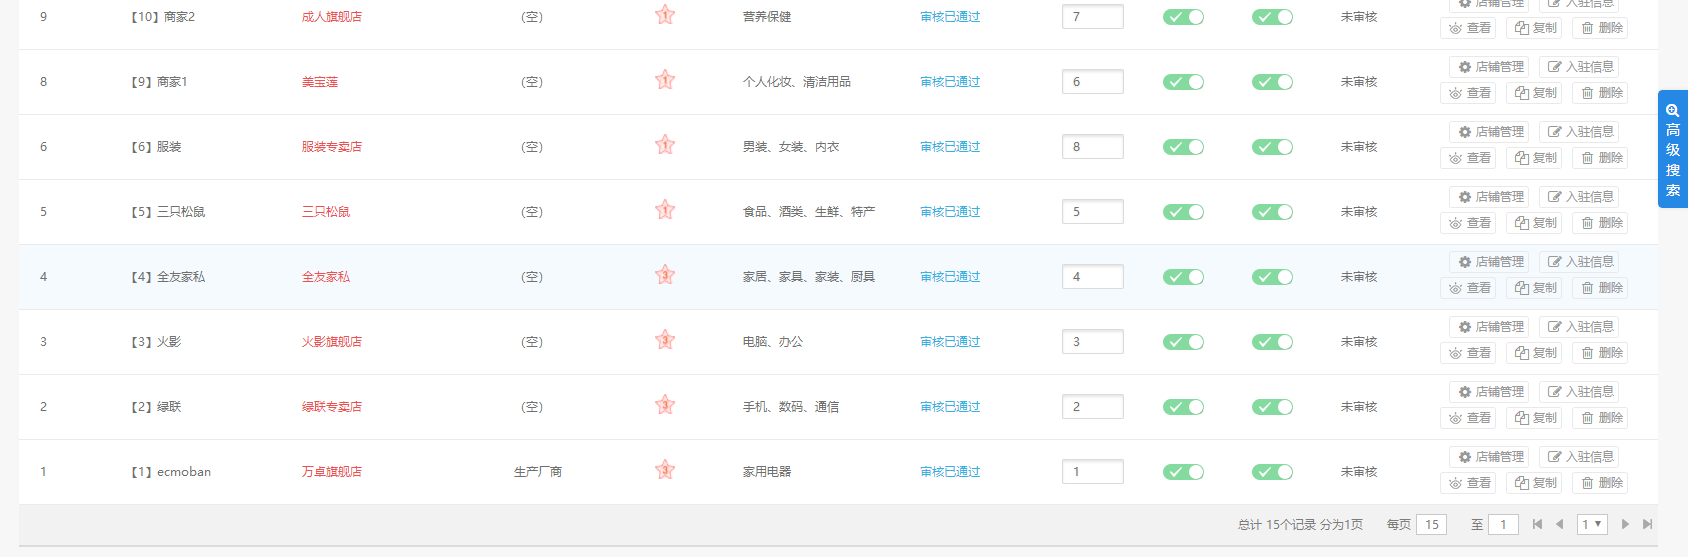 店铺管理 入驻信息
9 【10】商家2 成人旗舰店 (空) 1 营养保健 审核已通过 7 未审核
查看 复制 删除
店铺管理 入驻信息
8 【9】商家1 美宝莲 (空) 1 个人化妆、清洁用品 审核已通过 6 未审核
查看 复制 删除
店铺管理 入驻信息
6 【6】服装 服装专卖店 (空) 1 男装、女装、内衣 审核已通过 8 未审核
查看 复制 删除
店铺管理 入驻信息
5 【5】三只松鼠 三只松鼠 (空) 1 食品、酒类、生鲜、特产 审核已通过 5 未审核
查看 复制 删除
店铺管理 入驻信息
4 【4】全友家私 全友家私 (空) 3 家居、家具、家装、厨具 审核已通过 4 未审核
查看 复制 删除
店铺管理 入驻信息
3 【3】火影 火影旗舰店 (空) 3 电脑、办公 审核已通过 3 未审核
查看 复制 删除
店铺管理 入驻信息
2 【2】绿联 绿联专卖店 (空) 3 手机、数码、通信 审核已通过 2 未审核
查看 复制 删除
店铺管理 入驻信息
1 【1】ecmoban 万卓旗舰店 生产厂商 3 家用电器 审核已通过 1 未审核
查看 复制 删除
总计 15个记录 分为1页 每页 15 至 1 1
高级搜索